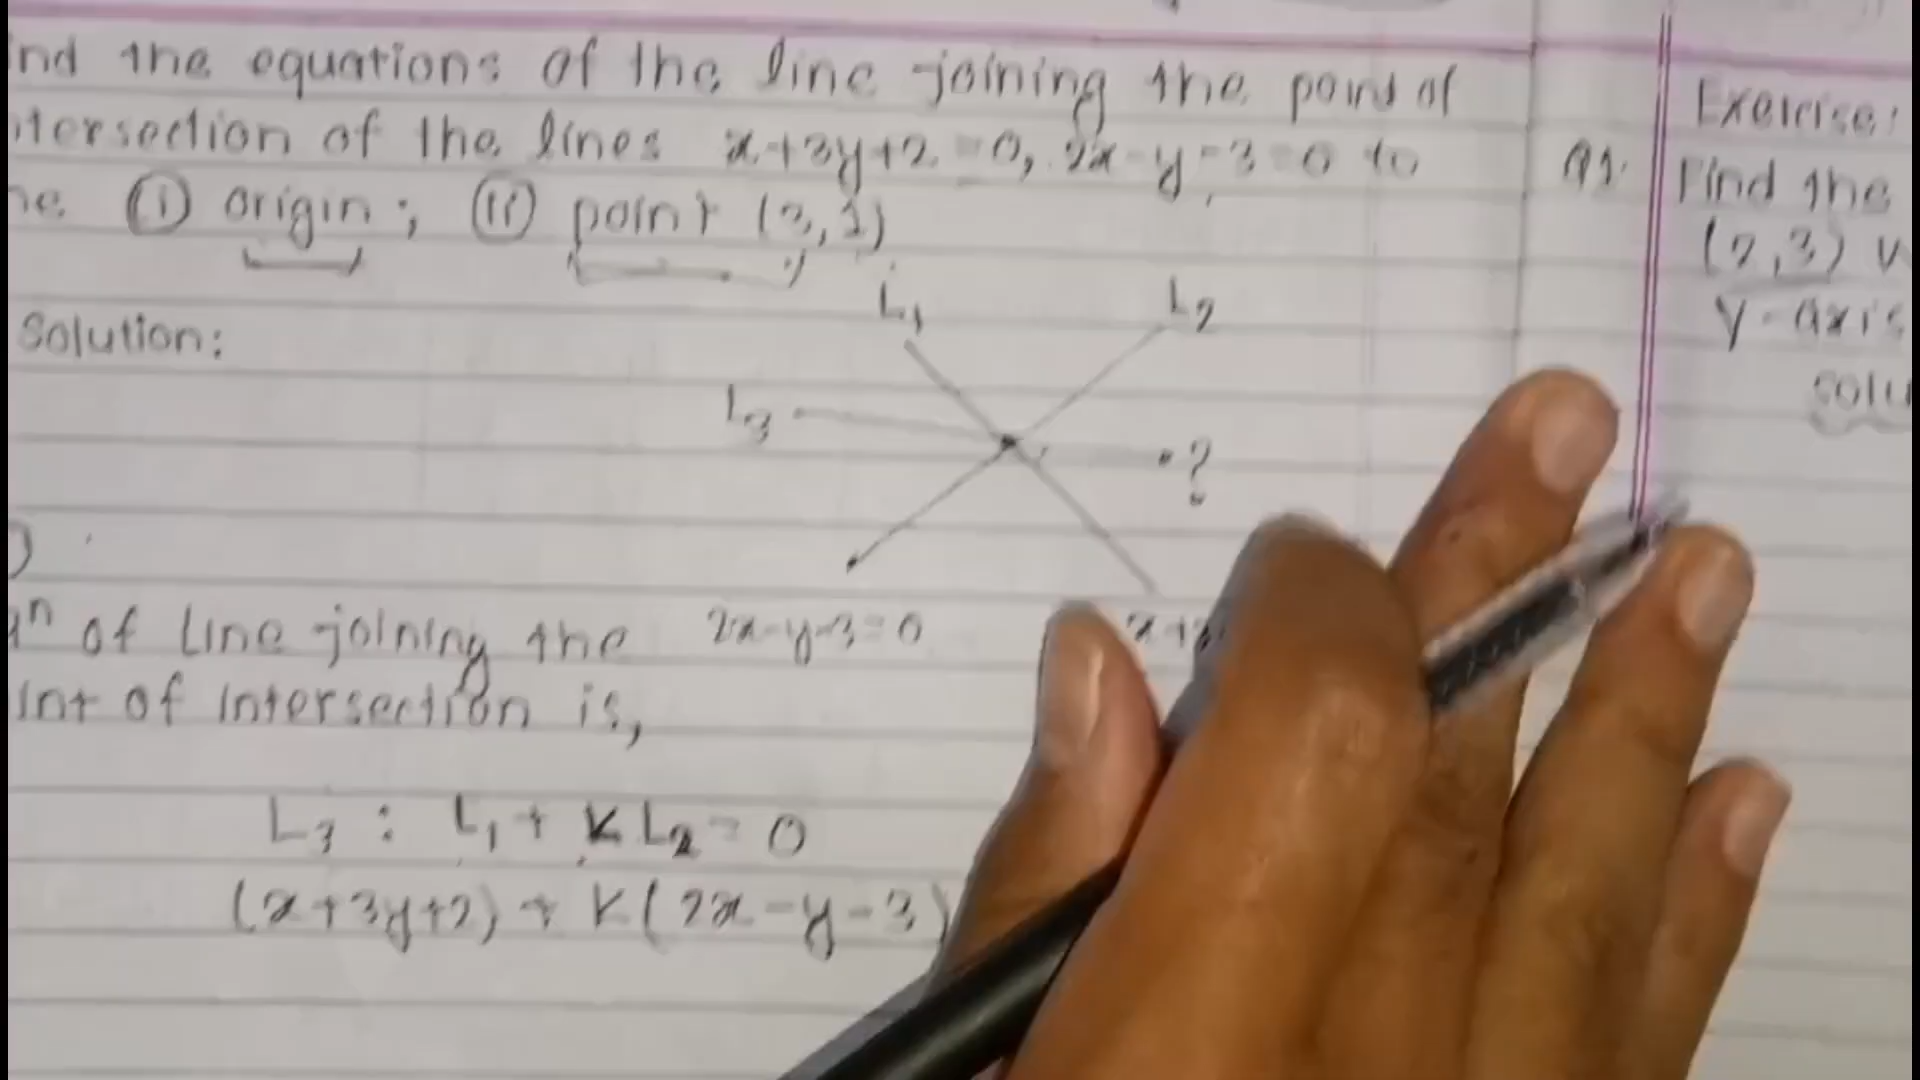 nd the equations of the line joining the point of
tersection of the lines x+3y+2=0, 2x-y-3=0 to
he (i) origin; (ii) point (3,1)
Solution:
L1
L2
L3
?
n of Line joining the
int of intersection is,
2x-y-3=0
x+3
L3 : L1 + KL2 = 0
(x+3y+2) + K(2x-y-3)
Exercise:
Q1. Find the
(2,3)
y-axis
solu